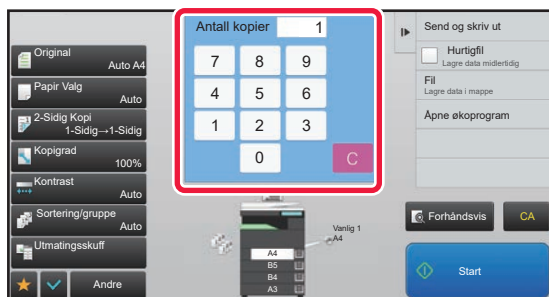 Original
Auto A4
Papir Valg
Auto
2-Sidig Kopi
1-Sidig→1-Sidig
Kopigrad
100%
Kontrast
Auto
Sortering/gruppe
Auto
Utmatingsskuff
Andre
Antall kopier 1
7 8 9
4 5 6
1 2 3
0 C
Vanlig 1
A4
A4
B5
B4
A3
Send og skriv ut
Hurtigfil
Lagre data midlertidig
Fil
Lagre data i mappe
Åpne økoprogram
Forhåndsvis
CA
Start